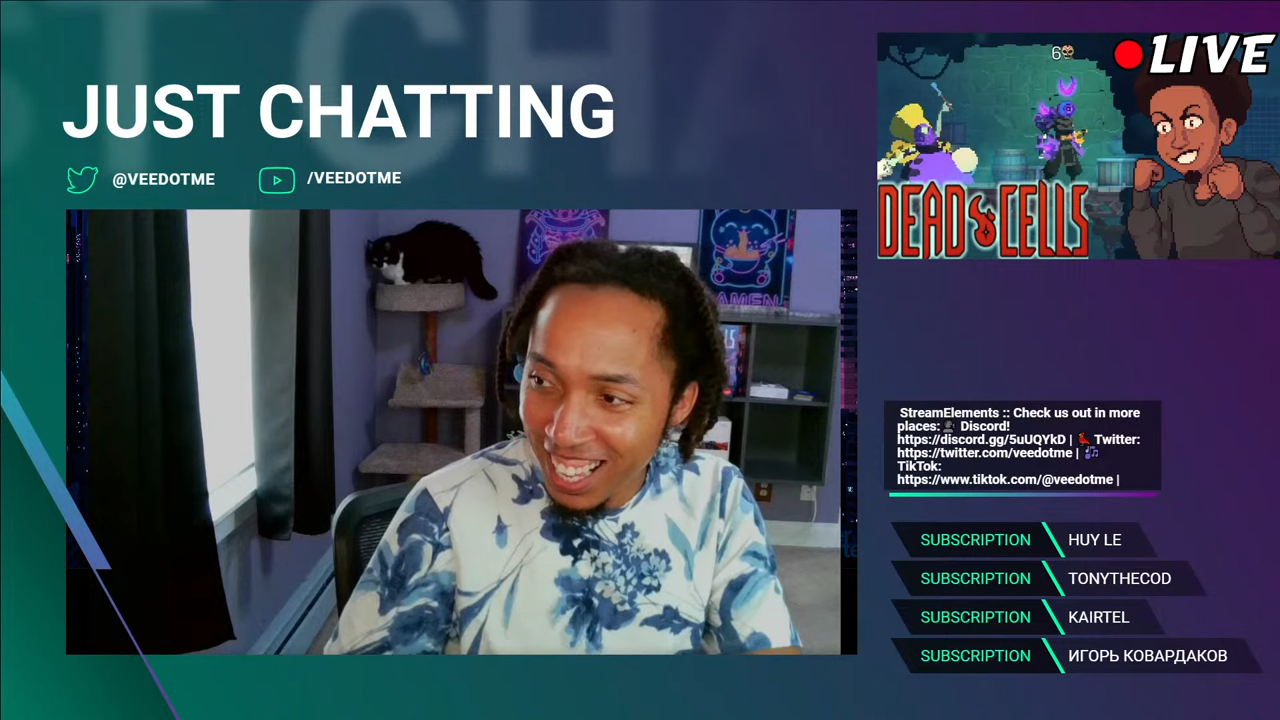 JUST CHATTING
@VEEDOTME
/VEEDOTME
6
LIVE
DEAD CELLS
AMEN
StreamElements :: Check us out in more
places: Discord!
https://discord.gg/5uUQYkD | Twitter:
https://twitter.com/veedotme |
TikTok:
https://www.tiktok.com/@veedotme |
SUBSCRIPTION HUY LE
SUBSCRIPTION TONYTHECOD
SUBSCRIPTION KAIRTEL
SUBSCRIPTION ИГОРЬ КОВАРДАКОВ